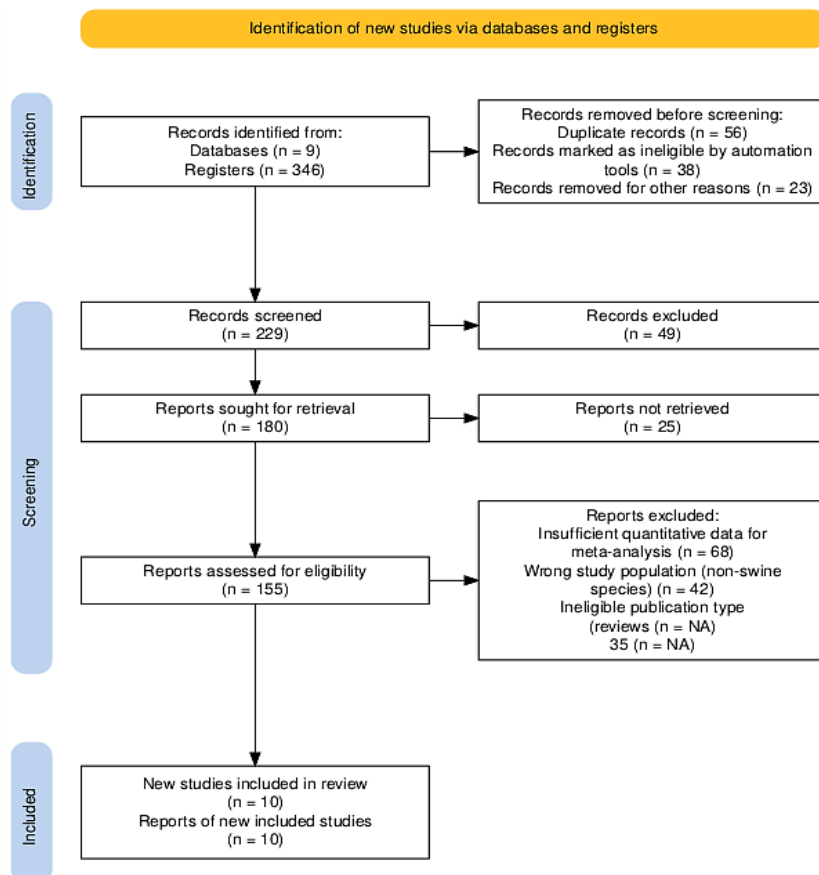 Identification of new studies via databases and registers
Identification
Records identified from:
Databases (n = 9)
Registers (n = 346)
Records removed before screening:
Duplicate records (n = 56)
Records marked as ineligible by automation
tools (n = 38)
Records removed for other reasons (n = 23)
Screening
Records screened
(n = 229)
Records excluded
(n = 49)
Reports sought for retrieval
(n = 180)
Reports not retrieved
(n = 25)
Reports assessed for eligibility
(n = 155)
Reports excluded:
Insufficient quantitative data for
meta-analysis (n = 68)
Wrong study population (non-swine
species) (n = 42)
Ineligible publication type
(reviews (n = NA)
35 (n = NA)
Included
New studies included in review
(n = 10)
Reports of new included studies
(n = 10)